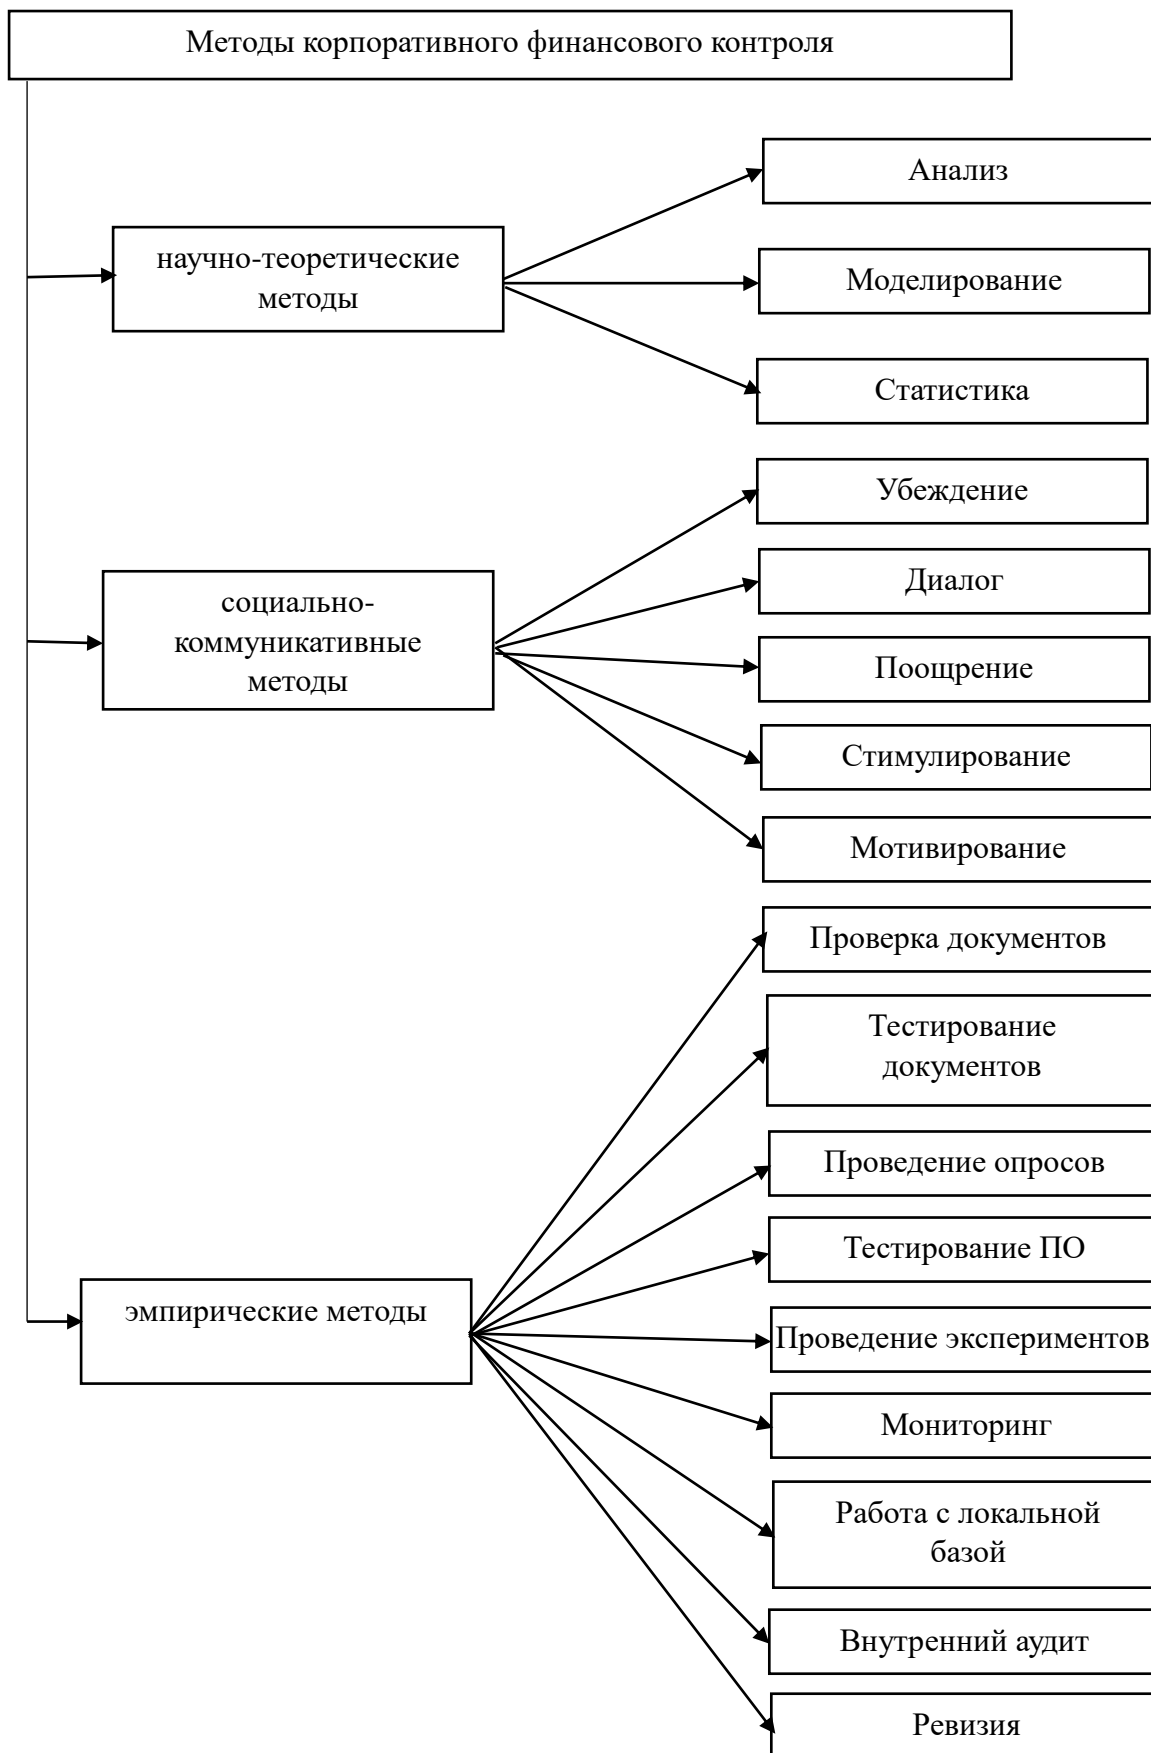 Методы корпоративного финансового контроля
научно-теоретические
методы
Анализ
Моделирование
Статистика
социально-
коммуникативные
методы
Убеждение
Диалог
Поощрение
Стимулирование
Мотивирование
эмпирические методы
Проверка документов
Тестирование
документов
Проведение опросов
Тестирование ПО
Проведение экспериментов
Мониторинг
Работа с локальной
базой
Внутренний аудит
Ревизия